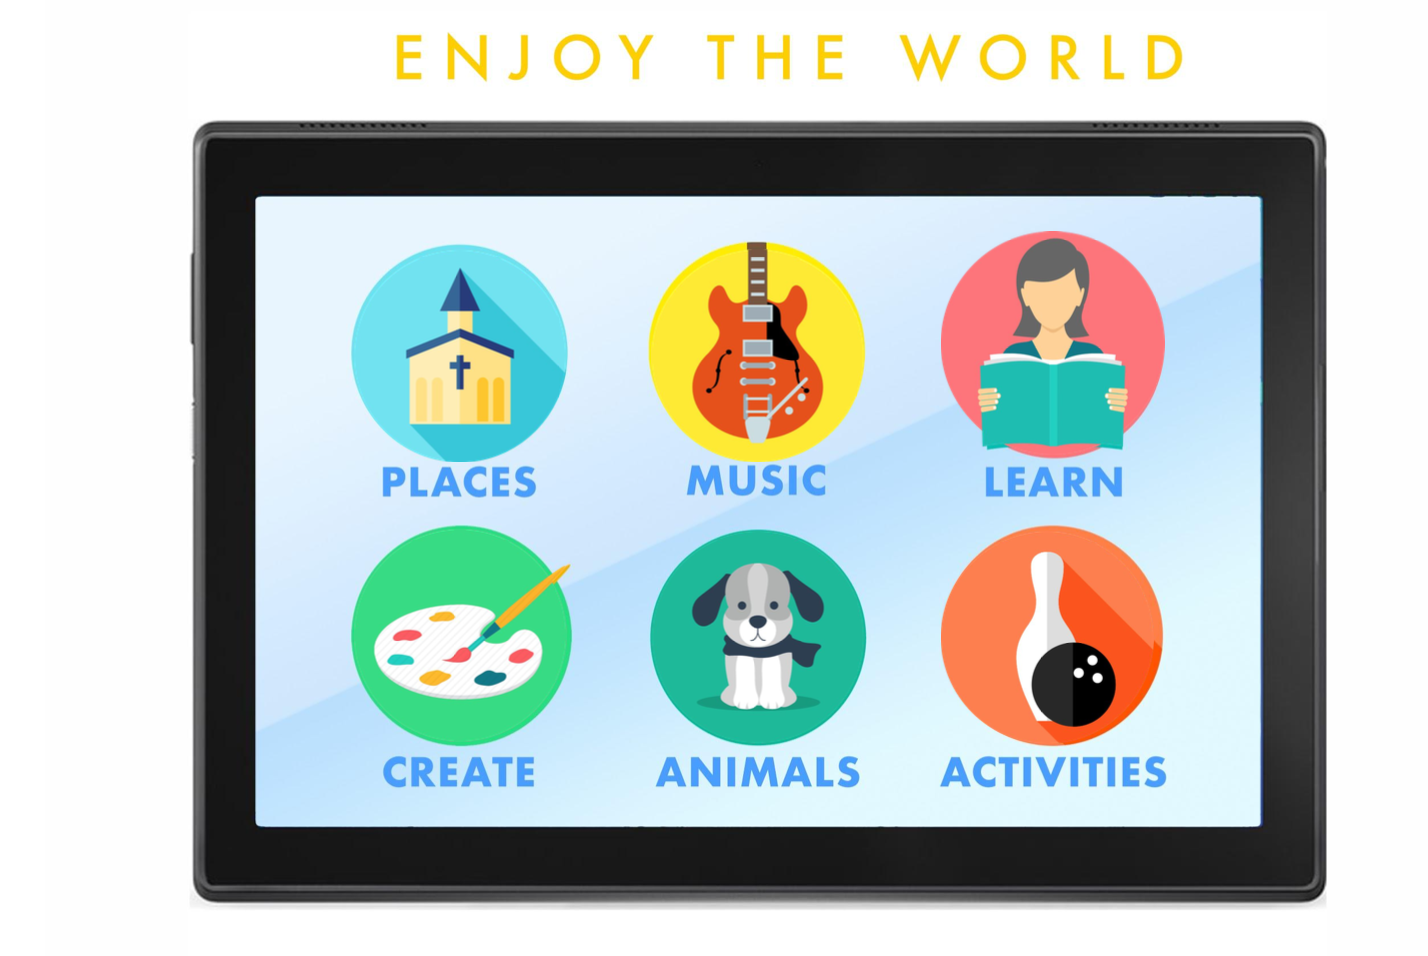 ENJOY THE WORLD
PLACES
MUSIC
LEARN
CREATE
ANIMALS
ACTIVITIES